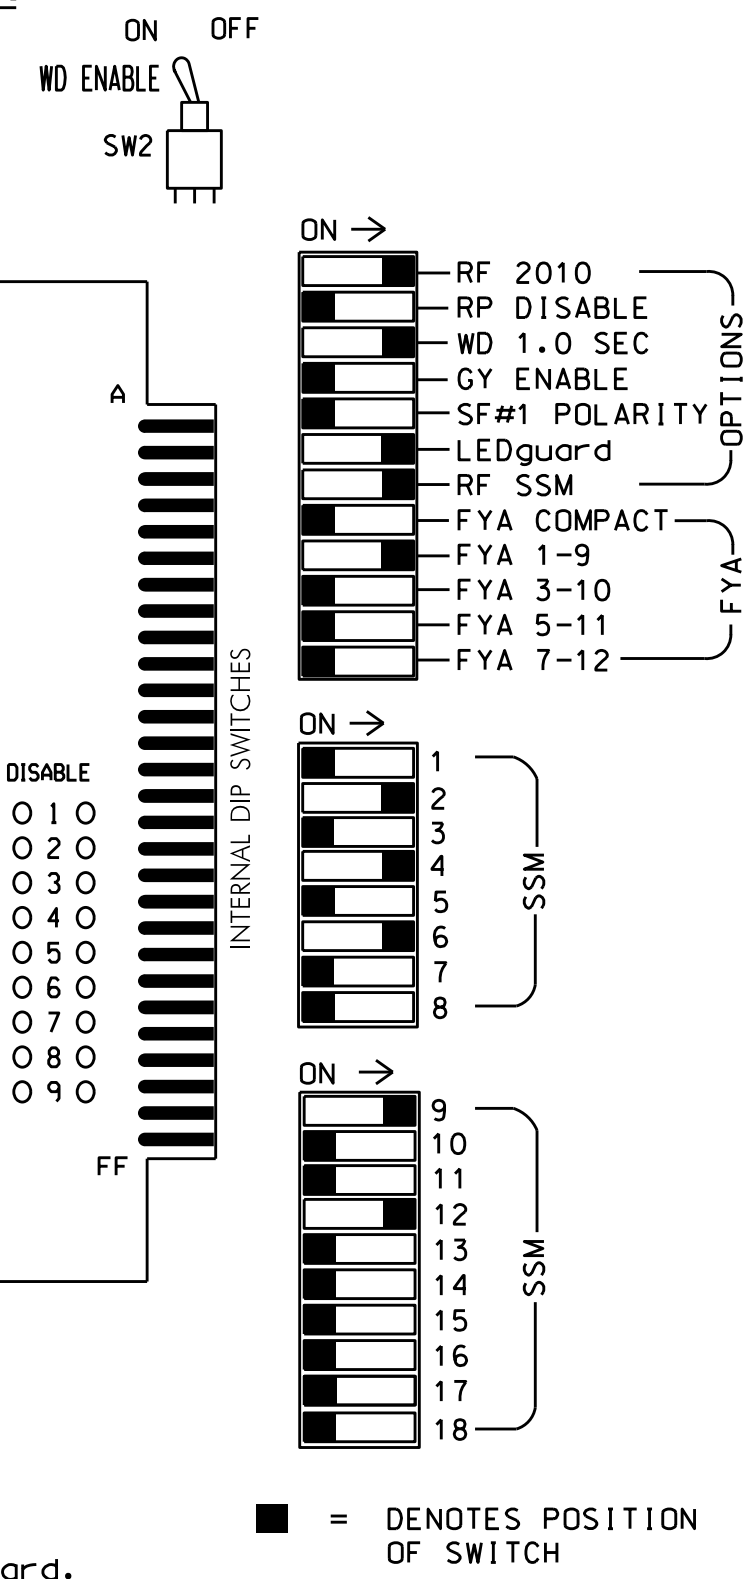 ON OFF
WD ENABLE
SW2
ON →
RF 2010
RP DISABLE
WD 1.0 SEC
GY ENABLE
SF#1 POLARITY
LEDguard
RF SSM
OPTIONS
FYA COMPACT
FYA 1-9
FYA 3-10
FYA 5-11
FYA 7-12
FYA
A
FF
INTERNAL DIP SWITCHES
DISABLE
1
2
3
4
5
6
7
8
9
ON →
1
2
3
4
5
6
7
8
SSM
ON →
9
10
11
12
13
14
15
16
17
18
SSM
= DENOTES POSITION
OF SWITCH
ard.